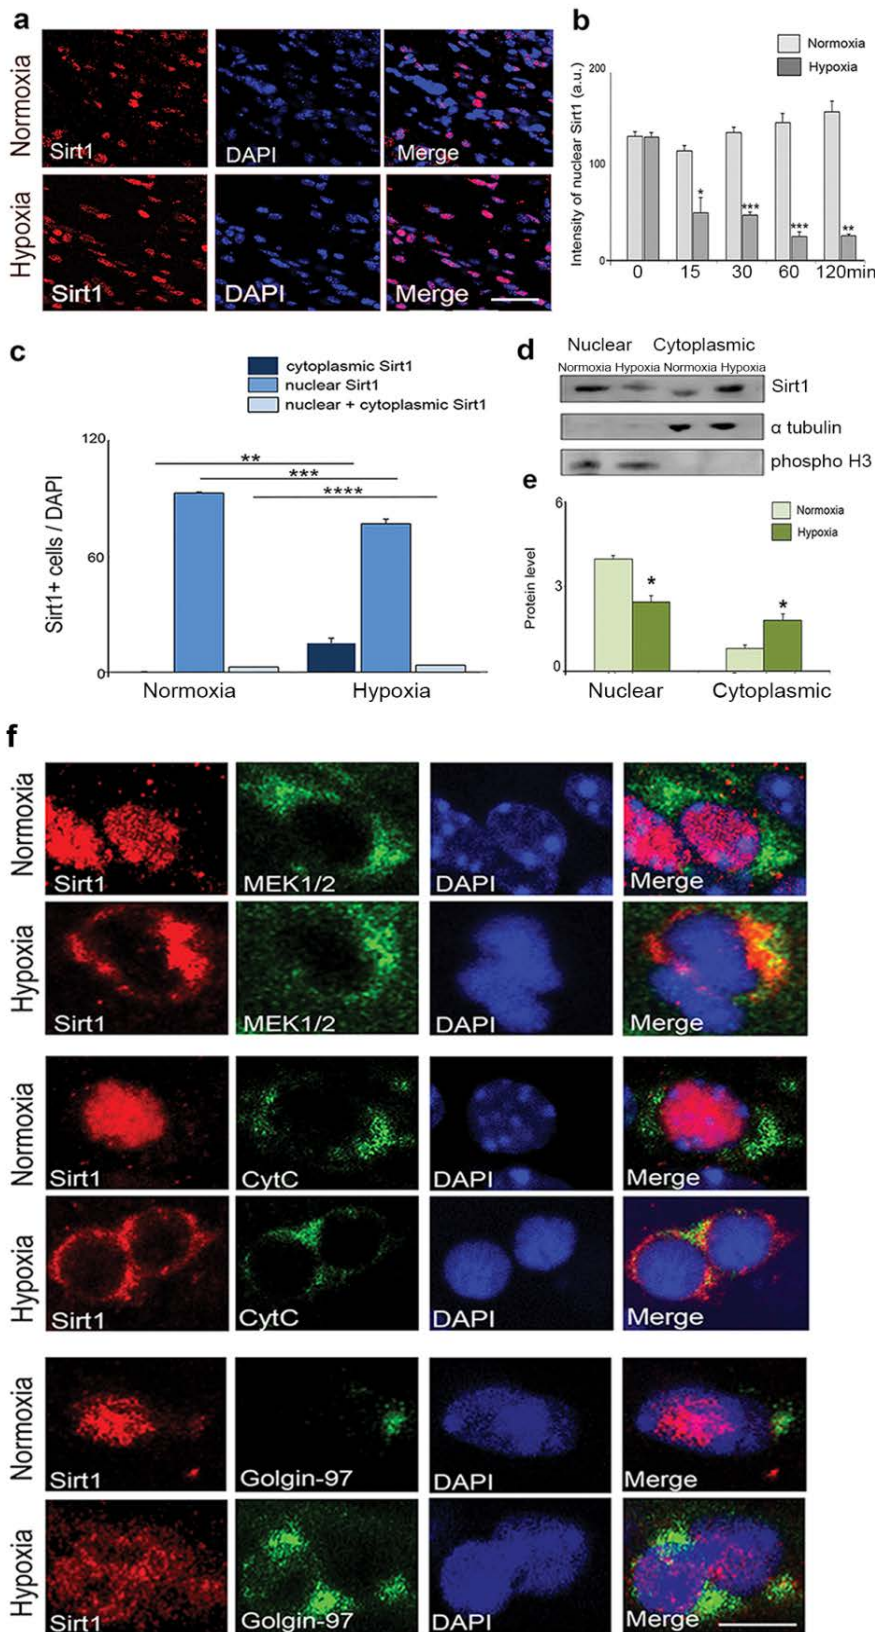 a
Normoxia
Sirt1
DAPI
Merge
Hypoxia
Sirt1
DAPI
Merge
b
Normoxia
Hypoxia
Intensity of nuclear Sirt1 (a.u.)
200
100
0
*
***
***
**
0 15 30 60 120min
c
cytoplasmic Sirt1
nuclear Sirt1
nuclear + cytoplasmic Sirt1
Sirt1+ cells / DAPI
120
60
0
**
***
****
Normoxia Hypoxia
d
Nuclear Cytoplasmic
Normoxia Hypoxia Normoxia Hypoxia
Sirt1
α tubulin
phospho H3
e
Normoxia
Hypoxia
Protein level
6
3
0
*
*
Nuclear Cytoplasmic
f
Normoxia
Sirt1
MEK1/2
DAPI
Merge
Hypoxia
Sirt1
MEK1/2
DAPI
Merge
Normoxia
Sirt1
CytC
DAPI
Merge
Hypoxia
Sirt1
CytC
DAPI
Merge
Normoxia
Sirt1
Golgin-97
DAPI
Merge
Hypoxia
Sirt1
Golgin-97
DAPI
Merge